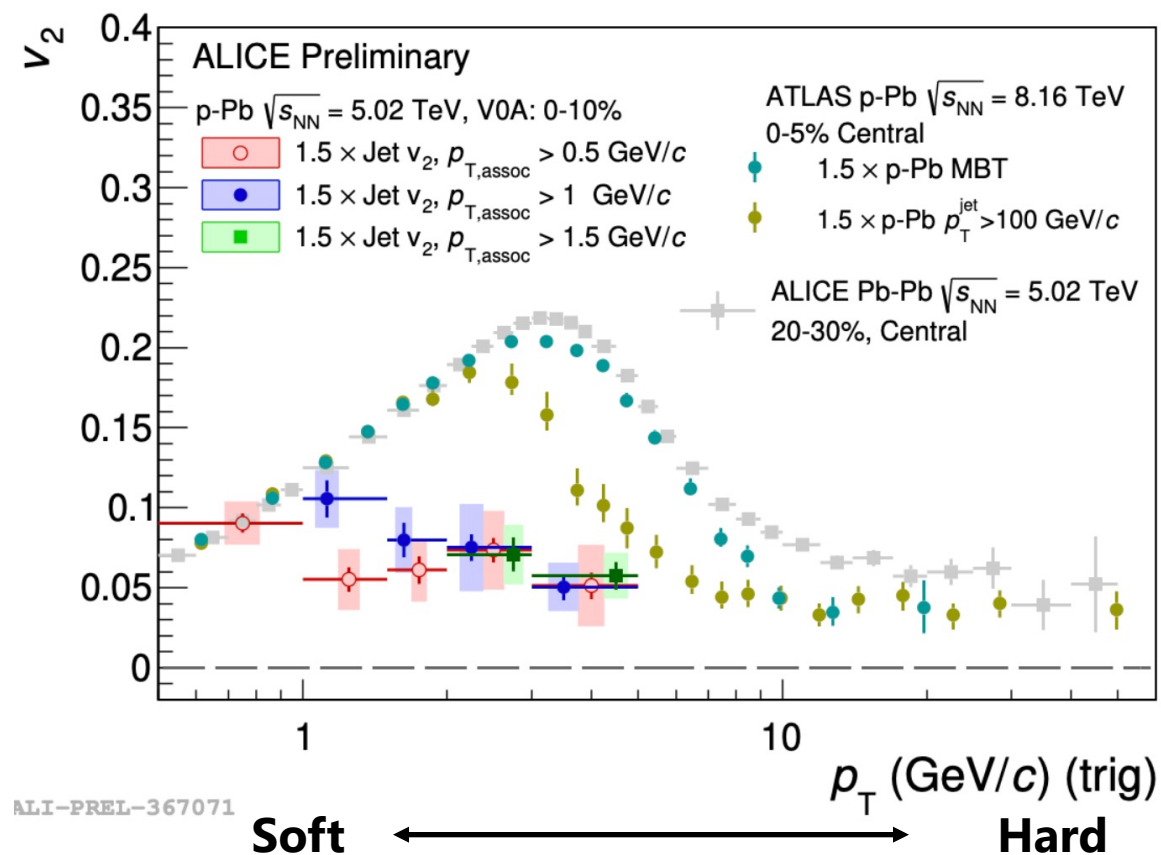 v2
0.4
0.35
0.3
0.25
0.2
0.15
0.1
0.05
0
ALICE Preliminary
p-Pb √sNN = 5.02 TeV, V0A: 0-10%
1.5 × Jet v2, pT,assoc > 0.5 GeV/c
1.5 × Jet v2, pT,assoc > 1 GeV/c
1.5 × Jet v2, pT,assoc > 1.5 GeV/c
ATLAS p-Pb √sNN = 8.16 TeV
0-5% Central
1.5 × p-Pb MBT
1.5 × p-Pb pTjet >100 GeV/c
ALICE Pb-Pb √sNN = 5.02 TeV
20-30%, Central
1
10
pT (GeV/c) (trig)
ALI-PREL-367071
Soft
Hard